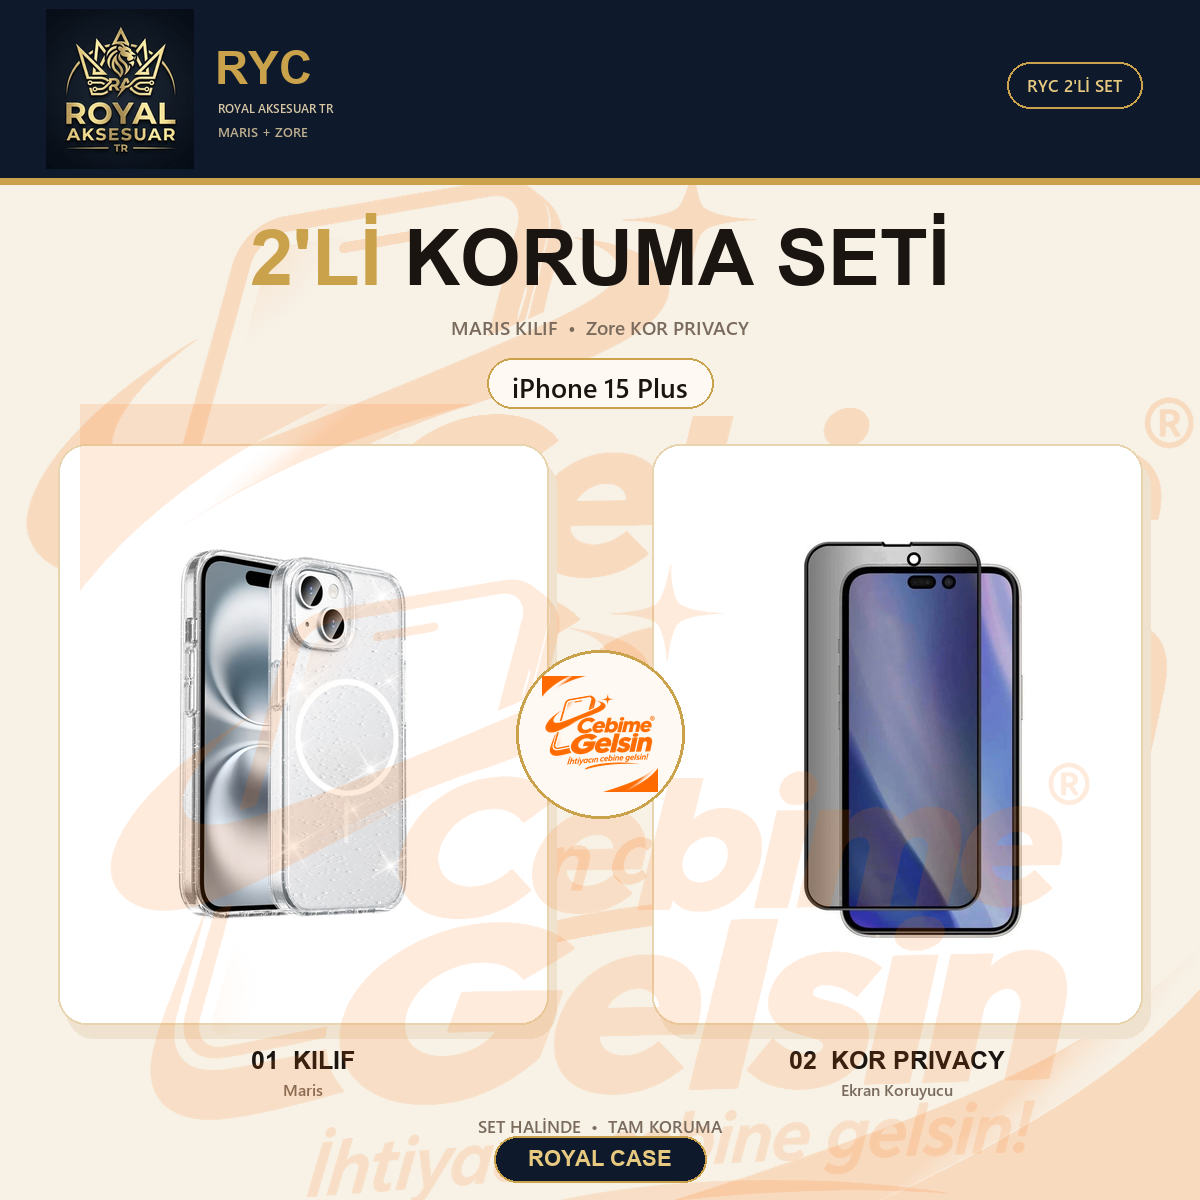 ROYAL
AKSESUAR
TR
RYC
ROYAL AKSESUAR TR
MARIS + ZORE
RYC 2'Lİ SET
2'Lİ KORUMA SETİ
MARIS KILIF • Zore KOR PRIVACY
iPhone 15 Plus
Cebime®
Gelsin
İhtiyacın cebine gelsin!
Cebime®
Gelsin
01 KILIF
Maris
02 KOR PRIVACY
Ekran Koruyucu
SET HALİNDE • TAM KORUMA
ROYAL CASE